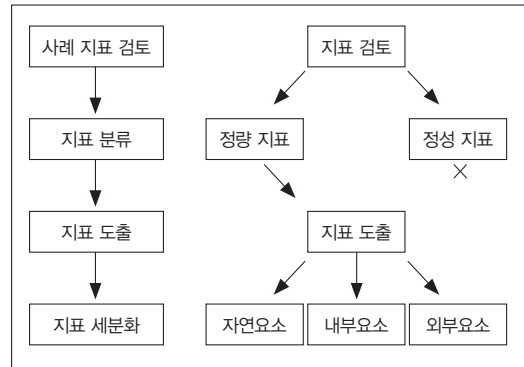 사례 지표 검토
지표 검토
지표 분류
정량 지표
정성 지표
×
지표 도출
지표 도출
지표 세분화
자연요소
내부요소
외부요소